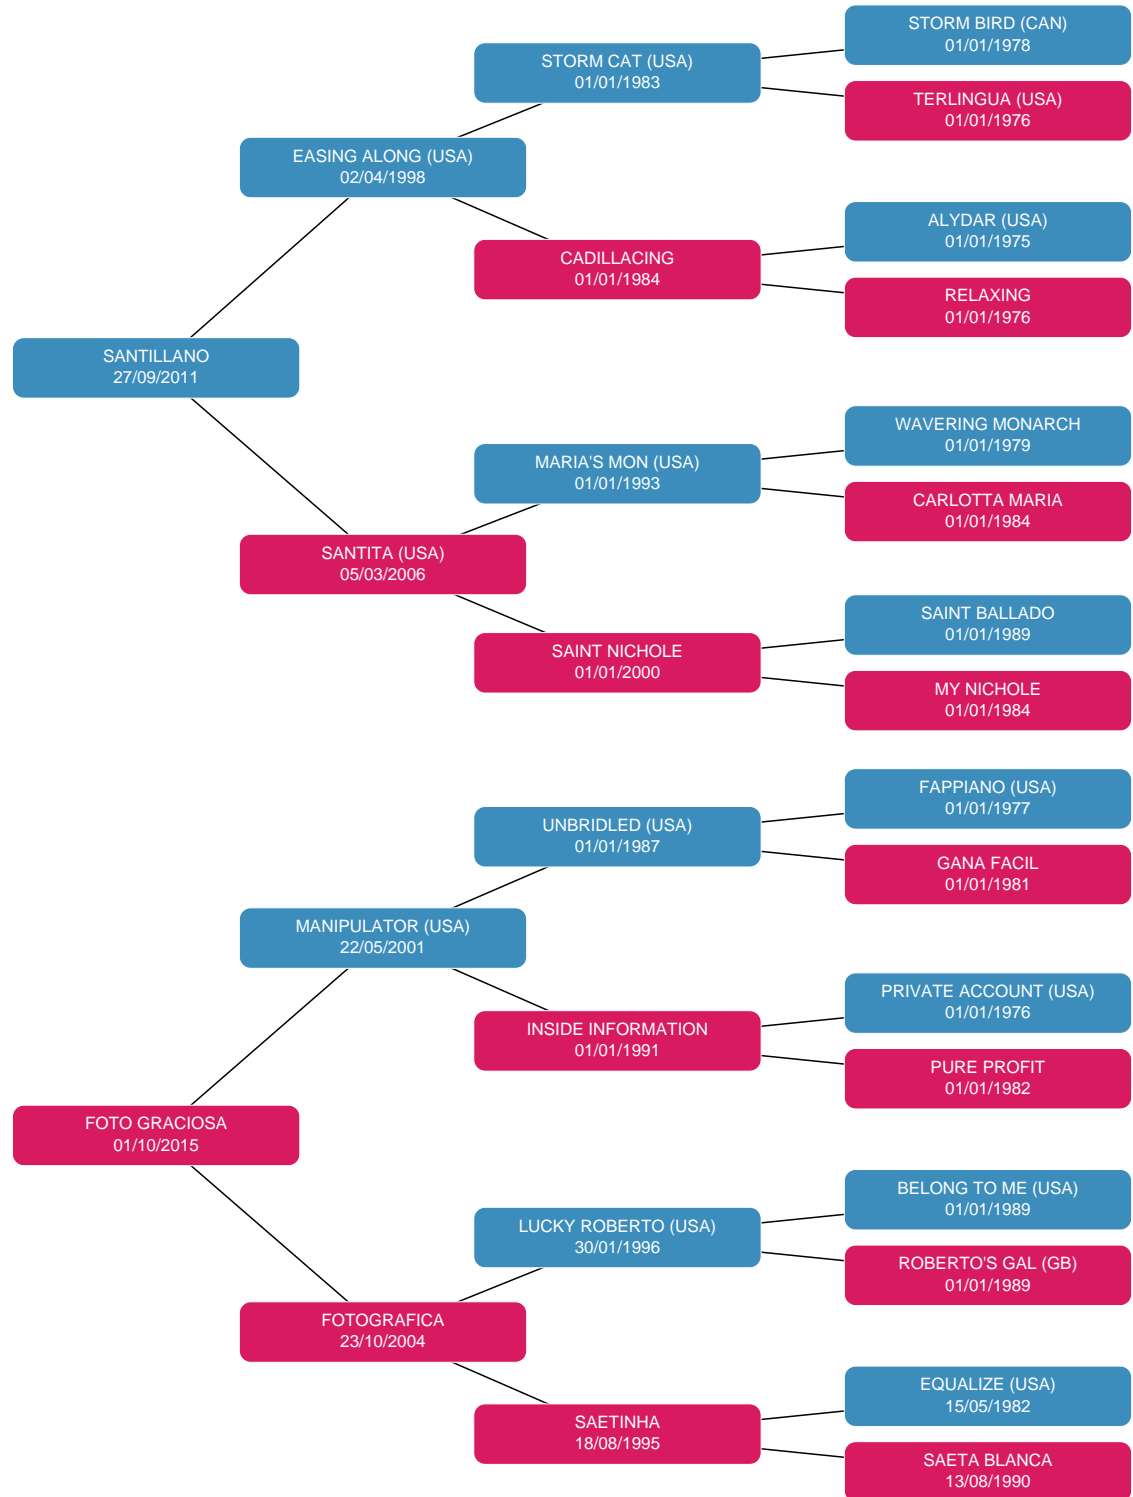 STORM BIRD (CAN)
01/01/1978
STORM CAT (USA)
01/01/1983
TERLINGUA (USA)
01/01/1976
EASING ALONG (USA)
02/04/1998
ALYDAR (USA)
01/01/1975
CADILLACING
01/01/1984
RELAXING
01/01/1976
SANTILLANO
27/09/2011
WAVERING MONARCH
01/01/1979
MARIA'S MON (USA)
01/01/1993
CARLOTTA MARIA
01/01/1984
SANTITA (USA)
05/03/2006
SAINT BALLADO
01/01/1989
SAINT NICHOLE
01/01/2000
MY NICHOLE
01/01/1984
FAPPIANO (USA)
01/01/1977
UNBRIDLED (USA)
01/01/1987
GANA FACIL
01/01/1981
MANIPULATOR (USA)
22/05/2001
PRIVATE ACCOUNT (USA)
01/01/1976
INSIDE INFORMATION
01/01/1991
PURE PROFIT
01/01/1982
FOTO GRACIOSA
01/10/2015
BELONG TO ME (USA)
01/01/1989
LUCKY ROBERTO (USA)
30/01/1996
ROBERTO'S GAL (GB)
01/01/1989
FOTOGRAFICA
23/10/2004
EQUALIZE (USA)
15/05/1982
SAETINHA
18/08/1995
SAETA BLANCA
13/08/1990